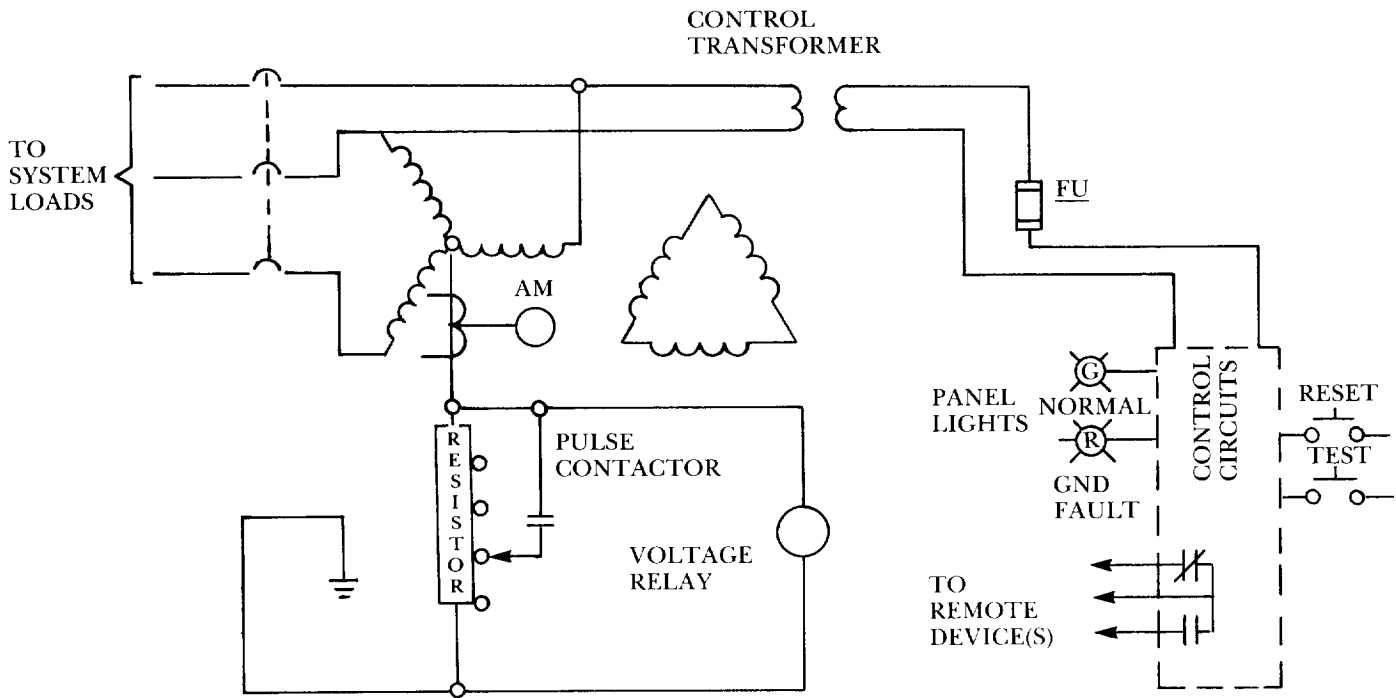 CONTROL
TRANSFORMER
TO
SYSTEM
LOADS
FU
AM
RESISTOR
PULSE
CONTACTOR
VOLTAGE
RELAY
PANEL
LIGHTS
G
NORMAL
R
GND
FAULT
CONTROL
CIRCUITS
RESET
TEST
TO
REMOTE
DEVICE(S)